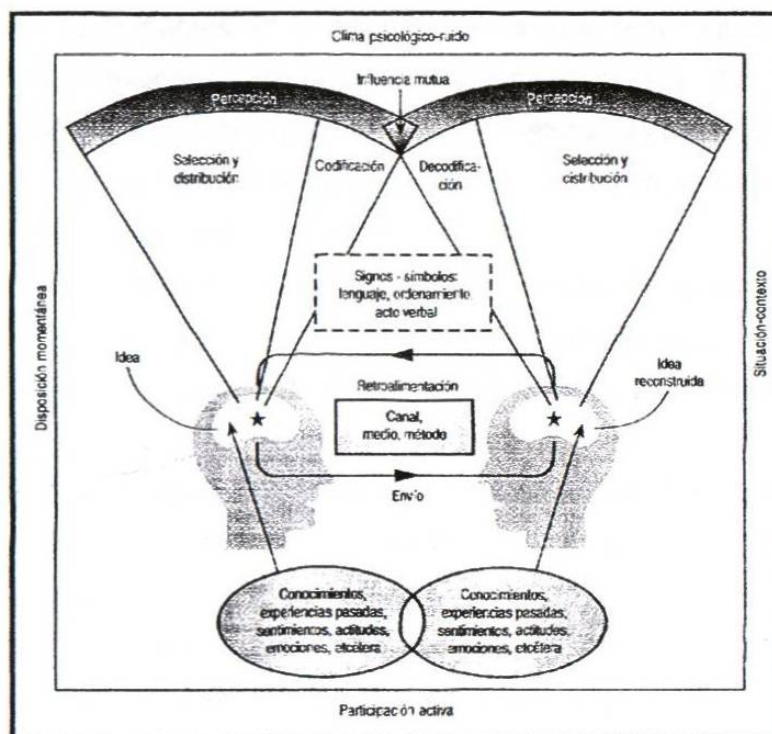 Clima psicológico-ruido
Influencia mutua
Percepción
Percepción
Selección y
distribución
Codificación
Decodifica-
ción
Selección y
distribución
Signos - símbolos:
lenguaje, ordenamiento,
acto verbal
Disposición momentánea
Situación-contexto
Idea
Idea
reconstruida
Retroalimentación
Canal,
medio, método
Envío
Conocimientos,
experiencias pasadas,
sentimientos, actitudes,
emociones, etcétera
Conocimientos,
experiencias pasadas,
sentimientos, actitudes,
emociones, etcétera
Participación activa